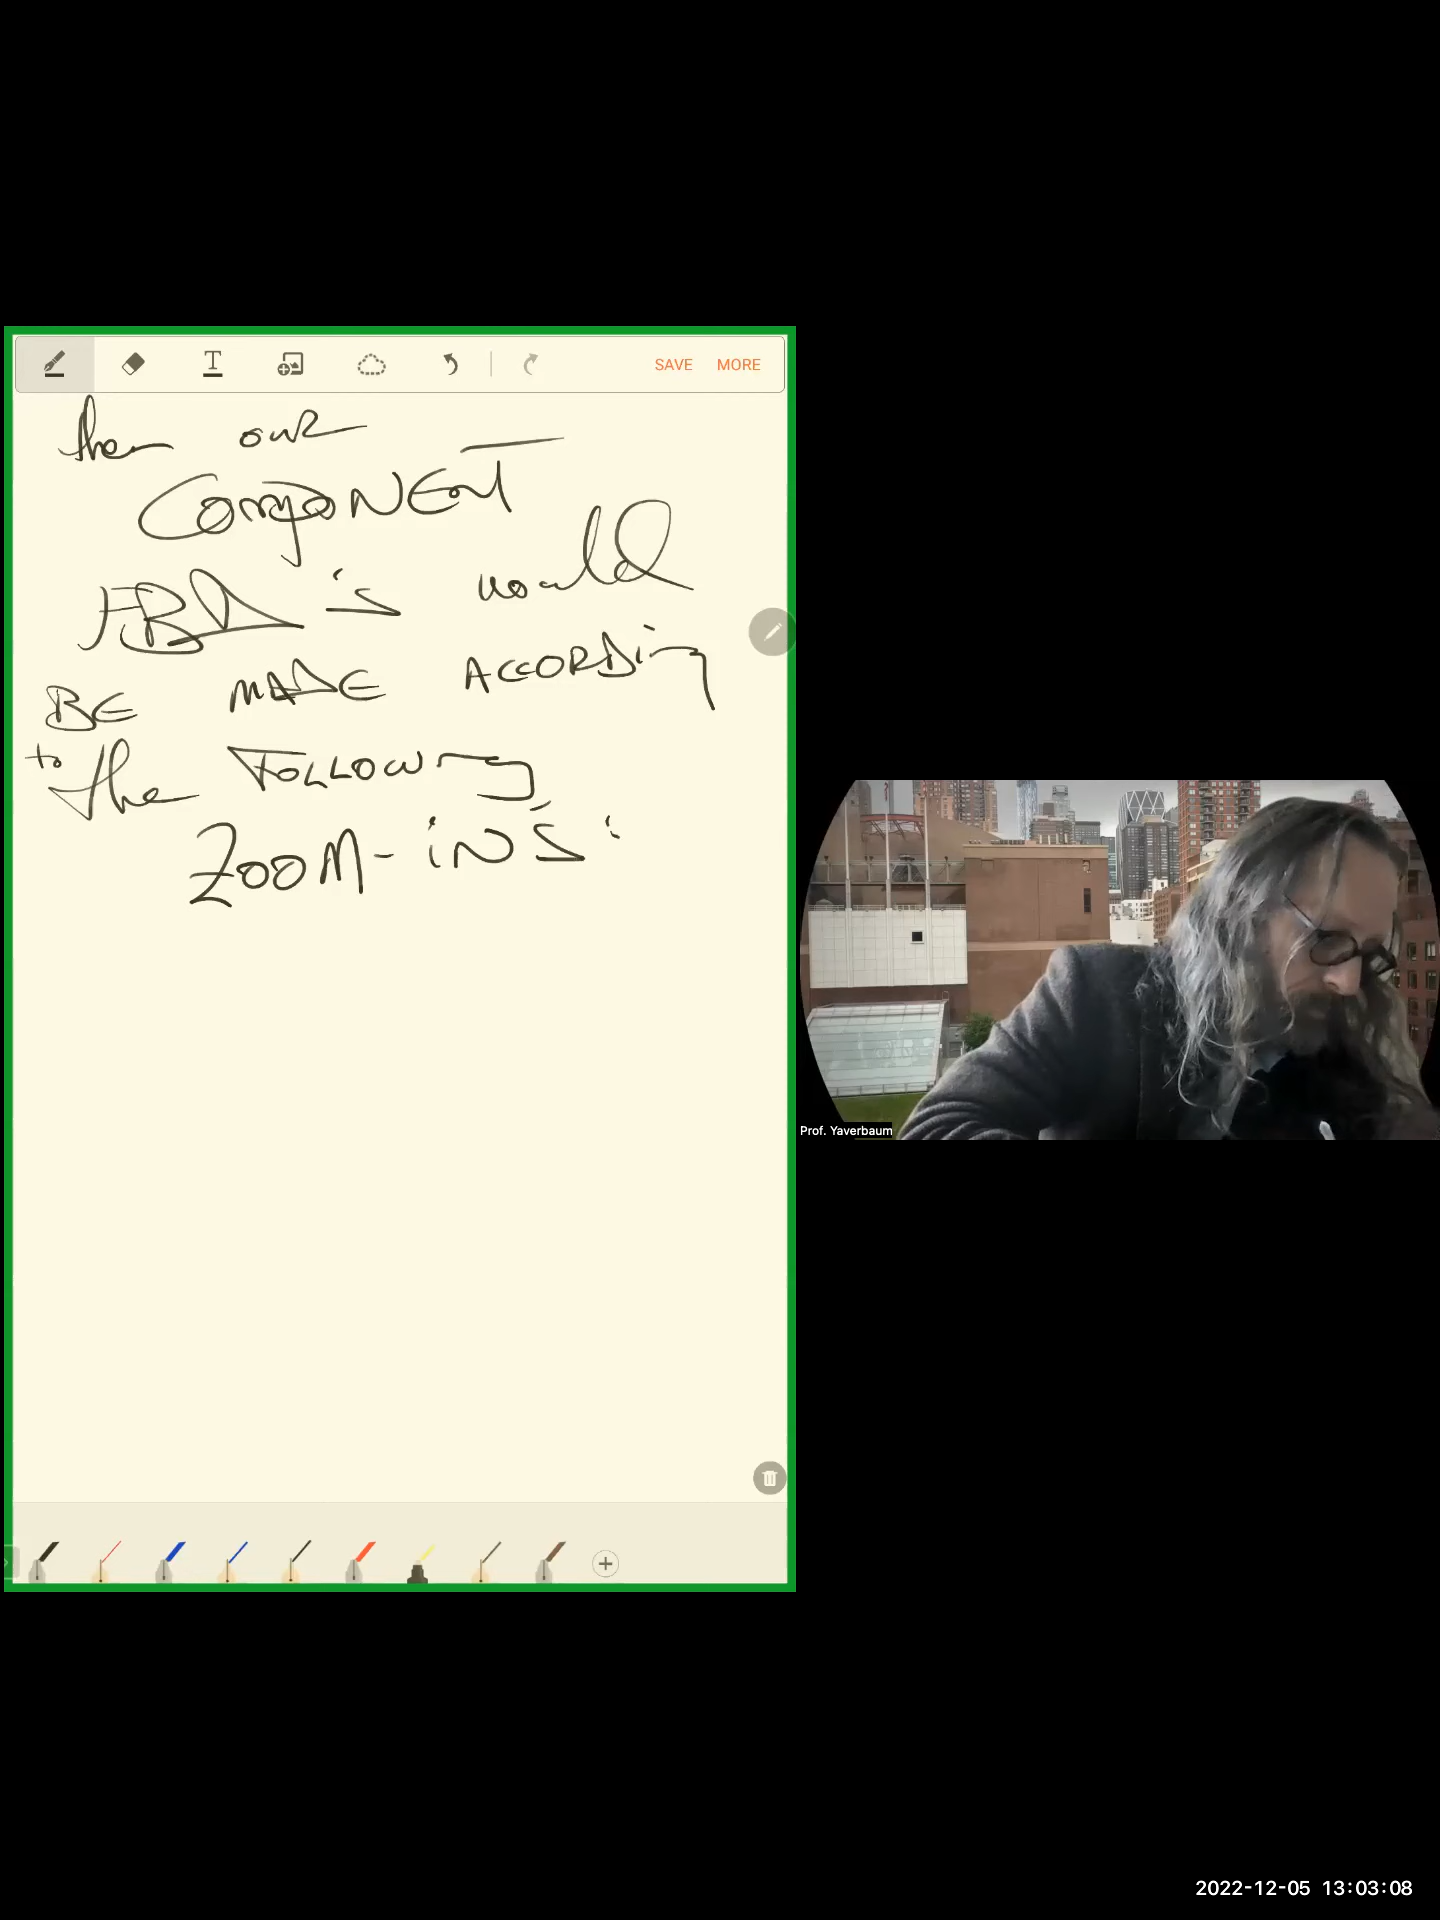 SAVE MORE
then our
COMPONENT
FBD's would
BE MADE ACCORDing
to the FOLLOWing
ZOOM-iNS:
Prof. Yaverbaum
2022-12-05 13:03:08